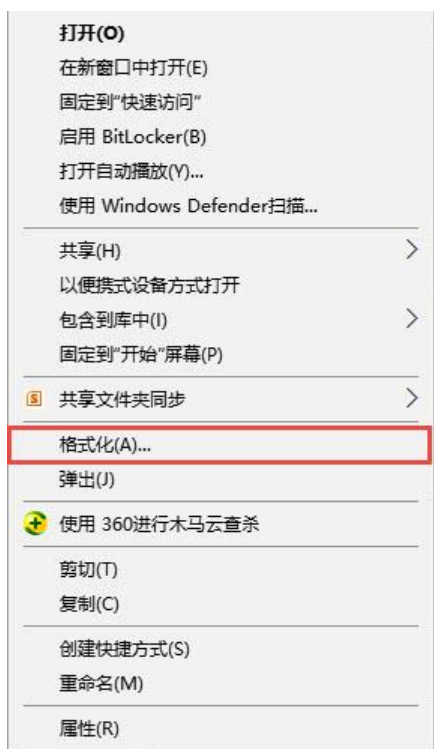 打开(O)
在新窗口中打开(E)
固定到"快速访问"
启用 BitLocker(B)
打开自动播放(Y)...
使用 Windows Defender扫描...
共享(H)
以便携式设备方式打开
包含到库中(I)
固定到"开始"屏幕(P)
S 共享文件夹同步
格式化(A)...
弹出(J)
使用 360进行木马云查杀
剪切(T)
复制(C)
创建快捷方式(S)
重命名(M)
属性(R)